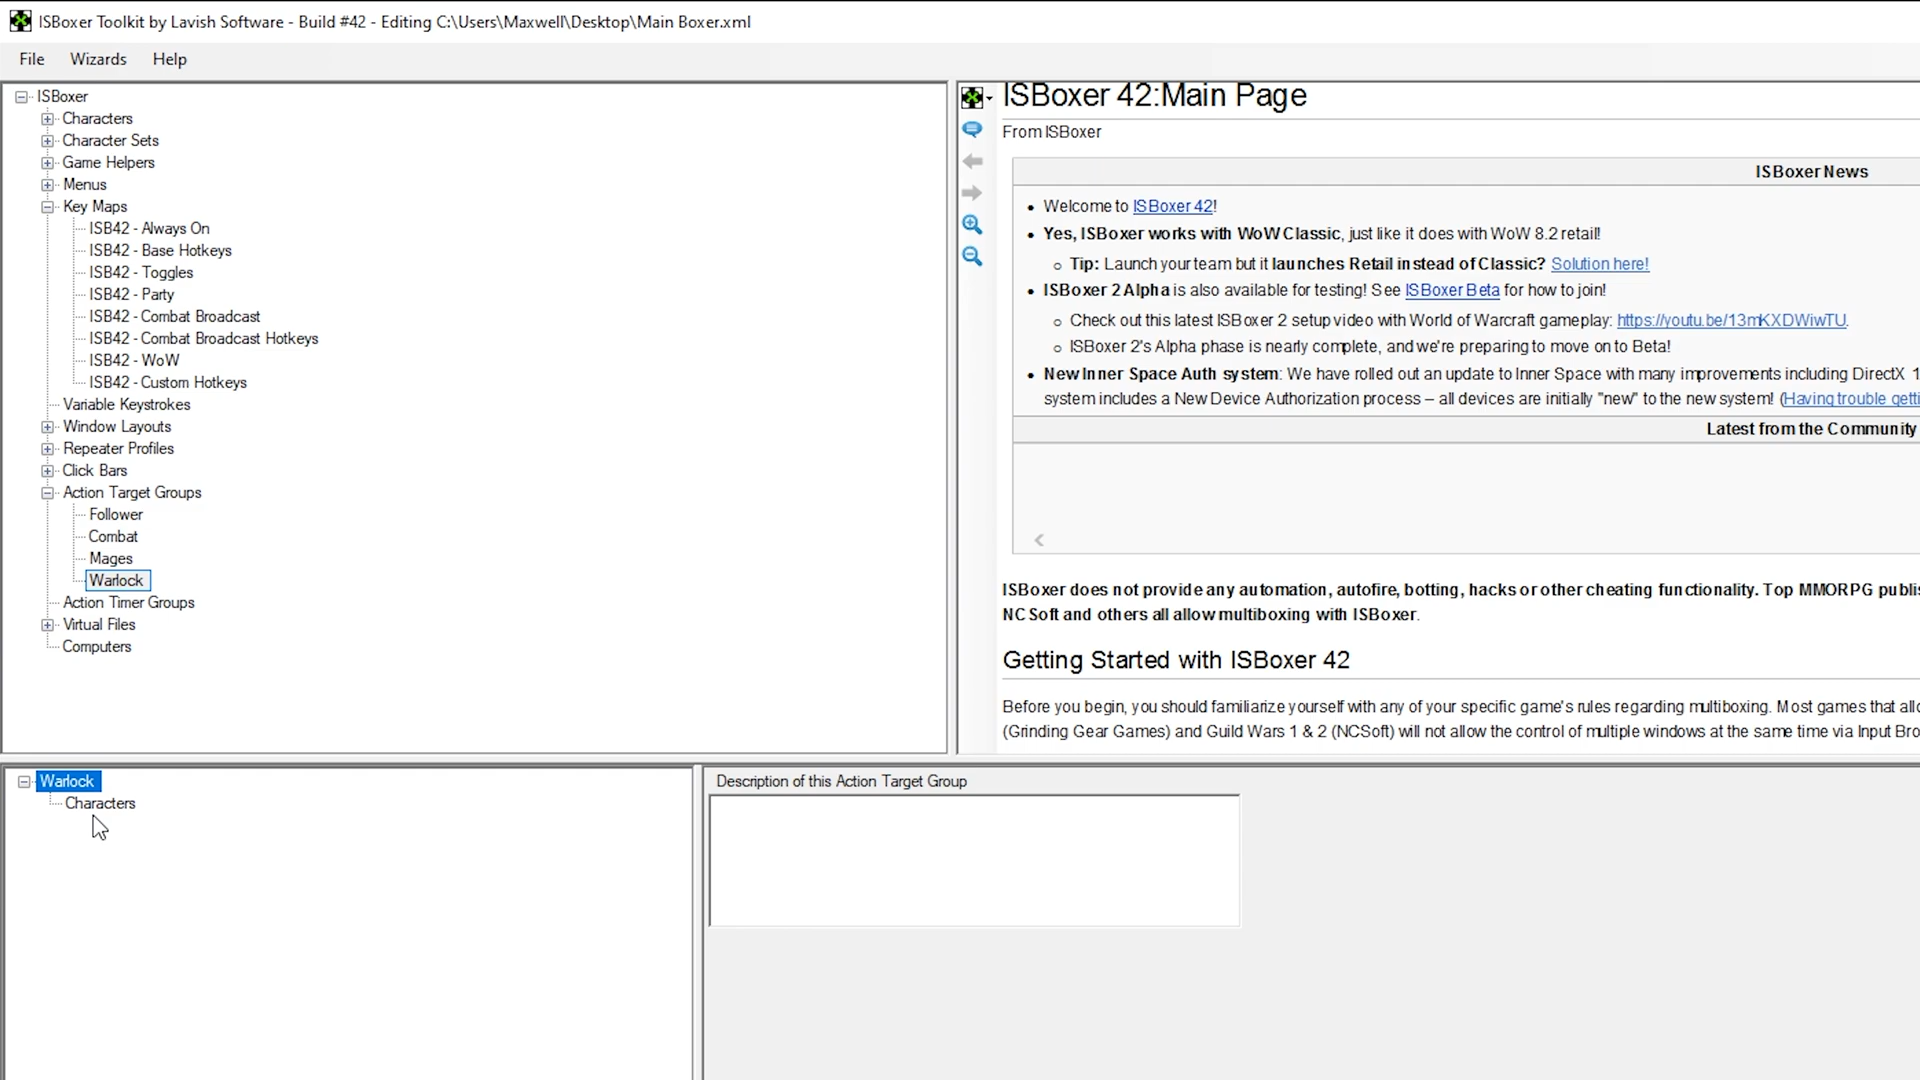 ISBoxer Toolkit by Lavish Software - Build #42 - Editing C:\Users\Maxwell\Desktop\Main Boxer.xml
File Wizards Help
ISBoxer
Characters
Character Sets
Game Helpers
Menus
Key Maps
ISB42 - Always On
ISB42 - Base Hotkeys
ISB42 - Toggles
ISB42 - Party
ISB42 - Combat Broadcast
ISB42 - Combat Broadcast Hotkeys
ISB42 - WoW
ISB42 - Custom Hotkeys
Variable Keystrokes
Window Layouts
Repeater Profiles
Click Bars
Action Target Groups
Follower
Combat
Mages
Warlock
Action Timer Groups
Virtual Files
Computers
ISBoxer 42:Main Page
From ISBoxer
ISBoxer News
Welcome to ISBoxer 42!
Yes, ISBoxer works with WoW Classic, just like it does with WoW 8.2 retail!
Tip: Launch your team but it launches Retail instead of Classic? Solution here!
ISBoxer 2 Alpha is also available for testing! See ISBoxer Beta for how to join!
Check out this latest ISBoxer 2 setup video with World of Warcraft gameplay: https://youtu.be/13mKXDWiwTU.
ISBoxer 2's Alpha phase is nearly complete, and we're preparing to move on to Beta!
New Inner Space Auth system: We have rolled out an update to Inner Space with many improvements including DirectX 1
system includes a New Device Authorization process – all devices are initially "new" to the new system! (Having trouble getti
Latest from the Community
ISBoxer does not provide any automation, autofire, botting, hacks or other cheating functionality. Top MMORPG publis
NCSoft and others all allow multiboxing with ISBoxer.
Getting Started with ISBoxer 42
Before you begin, you should familiarize yourself with any of your specific game's rules regarding multiboxing. Most games that allo
(Grinding Gear Games) and Guild Wars 1 & 2 (NCSoft) will not allow the control of multiple windows at the same time via Input Bro
Warlock
Characters
Description of this Action Target Group